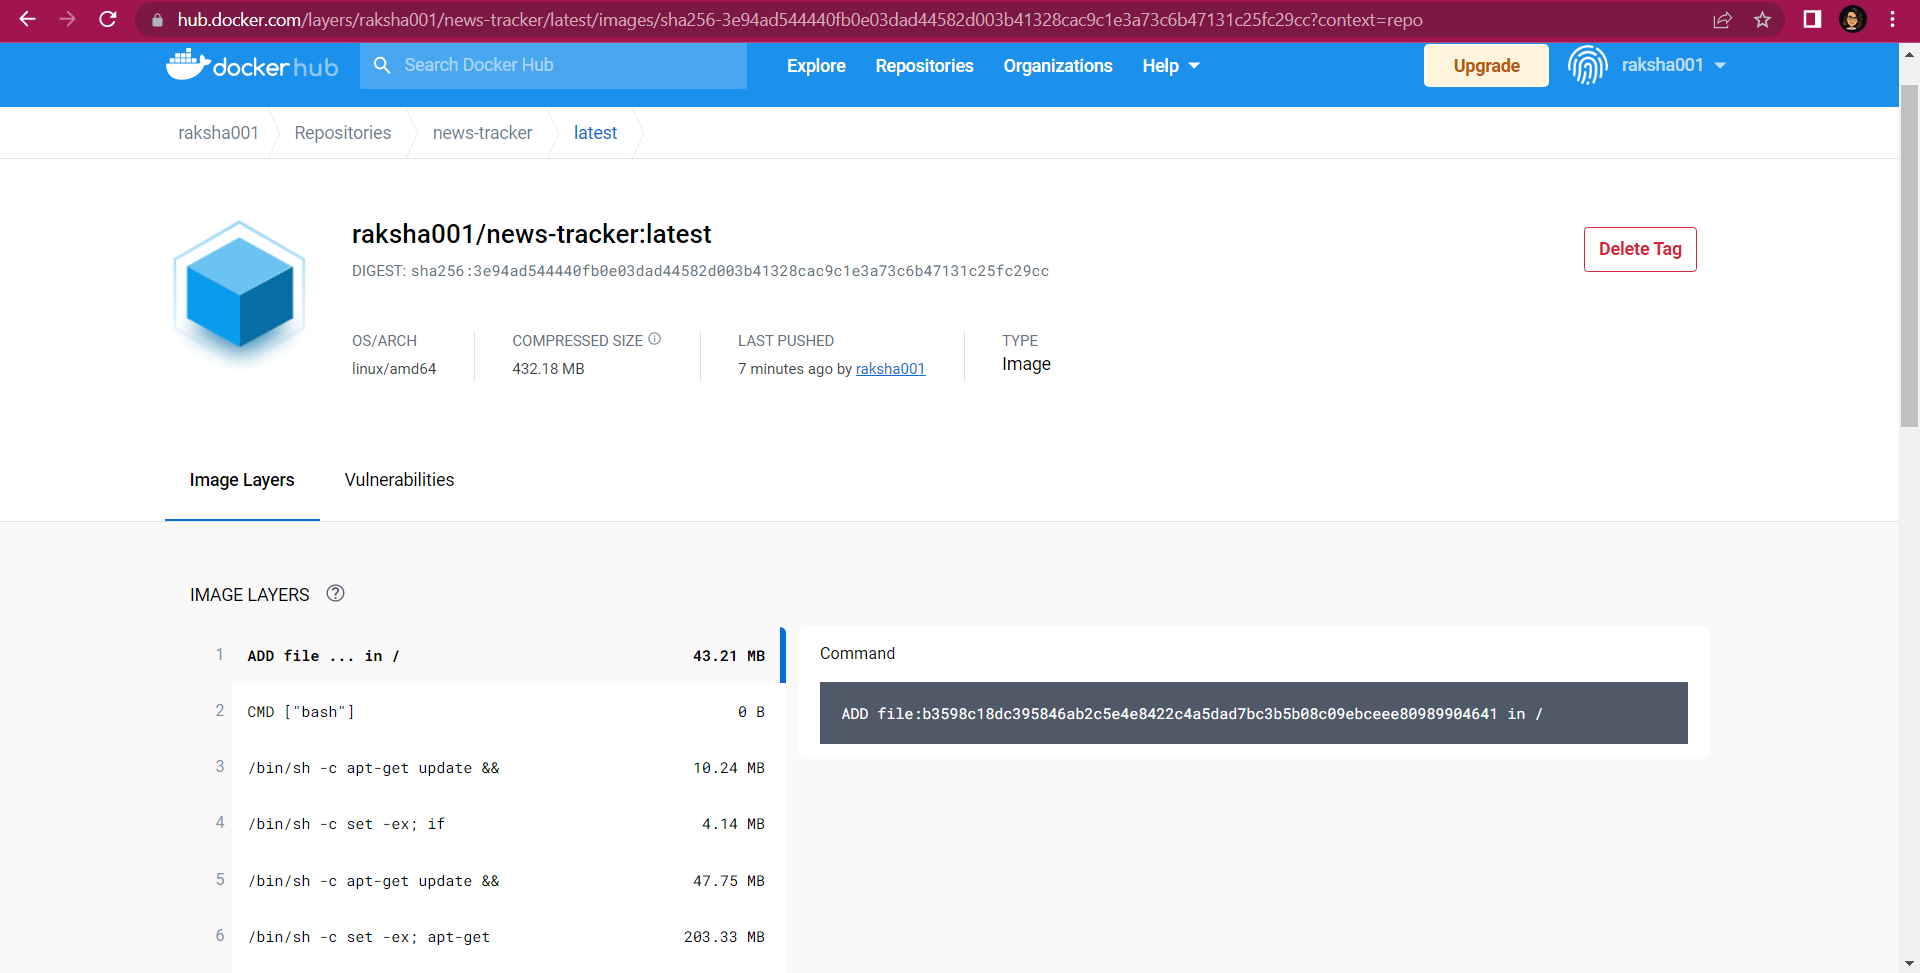 hub.docker.com/layers/raksha001/news-tracker/latest/images/sha256-3e94ad544440fb0e03dad44582d003b41328cac9c1e3a73c6b47131c25fc29cc?context=repo
docker hub
Search Docker Hub
Explore
Repositories
Organizations
Help
Upgrade
raksha001
raksha001
Repositories
news-tracker
latest
raksha001/news-tracker:latest
Delete Tag
DIGEST: sha256:3e94ad544440fb0e03dad44582d003b41328cac9c1e3a73c6b47131c25fc29cc
OS/ARCH
linux/amd64
COMPRESSED SIZE
432.18 MB
LAST PUSHED
7 minutes ago by raksha001
TYPE
Image
Image Layers
Vulnerabilities
IMAGE LAYERS
1 ADD file ... in / 43.21 MB
2 CMD ["bash"] 0 B
3 /bin/sh -c apt-get update && 10.24 MB
4 /bin/sh -c set -ex; if 4.14 MB
5 /bin/sh -c apt-get update && 47.75 MB
6 /bin/sh -c set -ex; apt-get 203.33 MB
Command
ADD file:b3598c18dc395846ab2c5e4e8422c4a5dad7bc3b5b08c09ebceee80989904641 in /